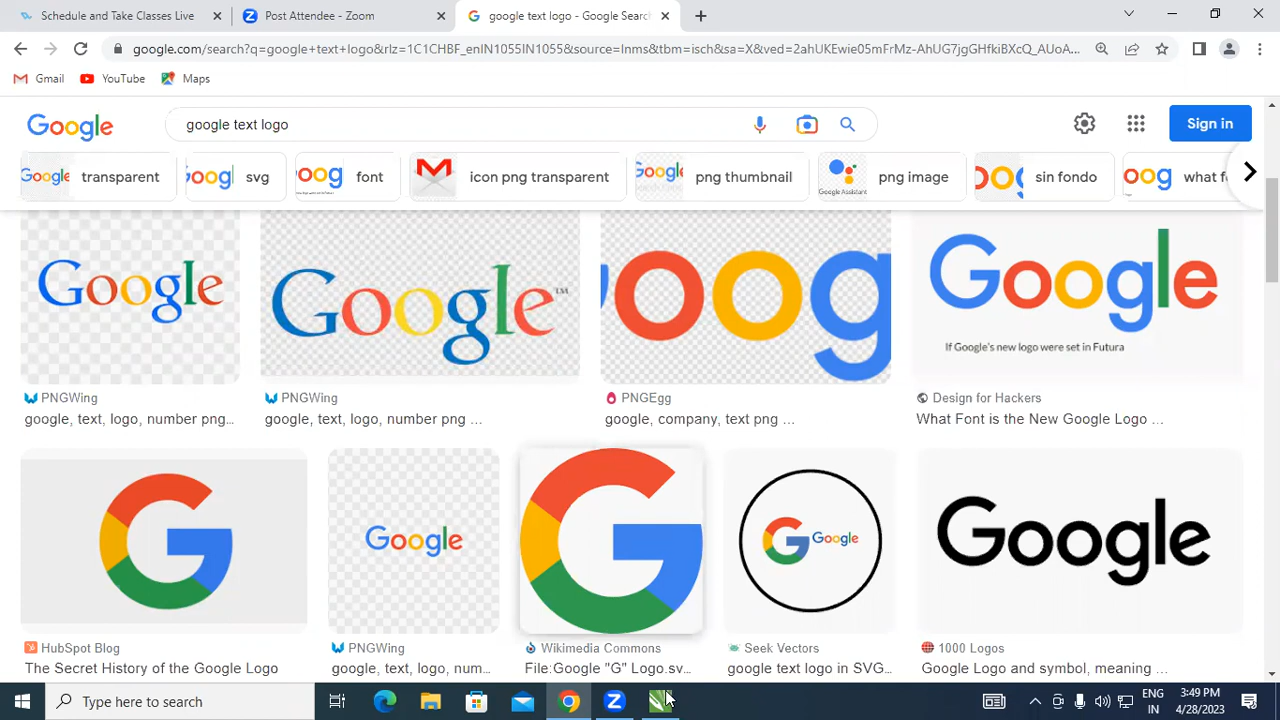 Schedule and Take Classes Live
Post Attendee - Zoom
google text logo - Google Searc
google.com/search?q=google+text+logo&rlz=1C1CHBF_enIN1055IN1055&source=lnms&tbm=isch&sa=X&ved=2ahUKEwie05mFrMz-AhUG7jgGHfkiBXcQ_AUoA...
Gmail
YouTube
Maps
Google
google text logo
Sign in
Google transparent
oogl svg
oog font
icon png transparent
Google png thumbnail
Google Assistant png image
oo sin fondo
oog what fo
Google
Google™
oog
Google
If Google's new logo were set in Futura
PNGWing
PNGWing
PNGEgg
Design for Hackers
google, text, logo, number png...
google, text, logo, number png ...
google, company, text png ...
What Font is the New Google Logo ...
G
Google
G
G Google
Google
HubSpot Blog
PNGWing
Wikimedia Commons
Seek Vectors
1000 Logos
The Secret History of the Google Logo
google, text, logo, num...
File:Google "G" Logo.sv...
google text logo in SVG...
Google Logo and symbol, meaning ...
Type here to search
ENG
IN
3:49 PM
4/28/2023